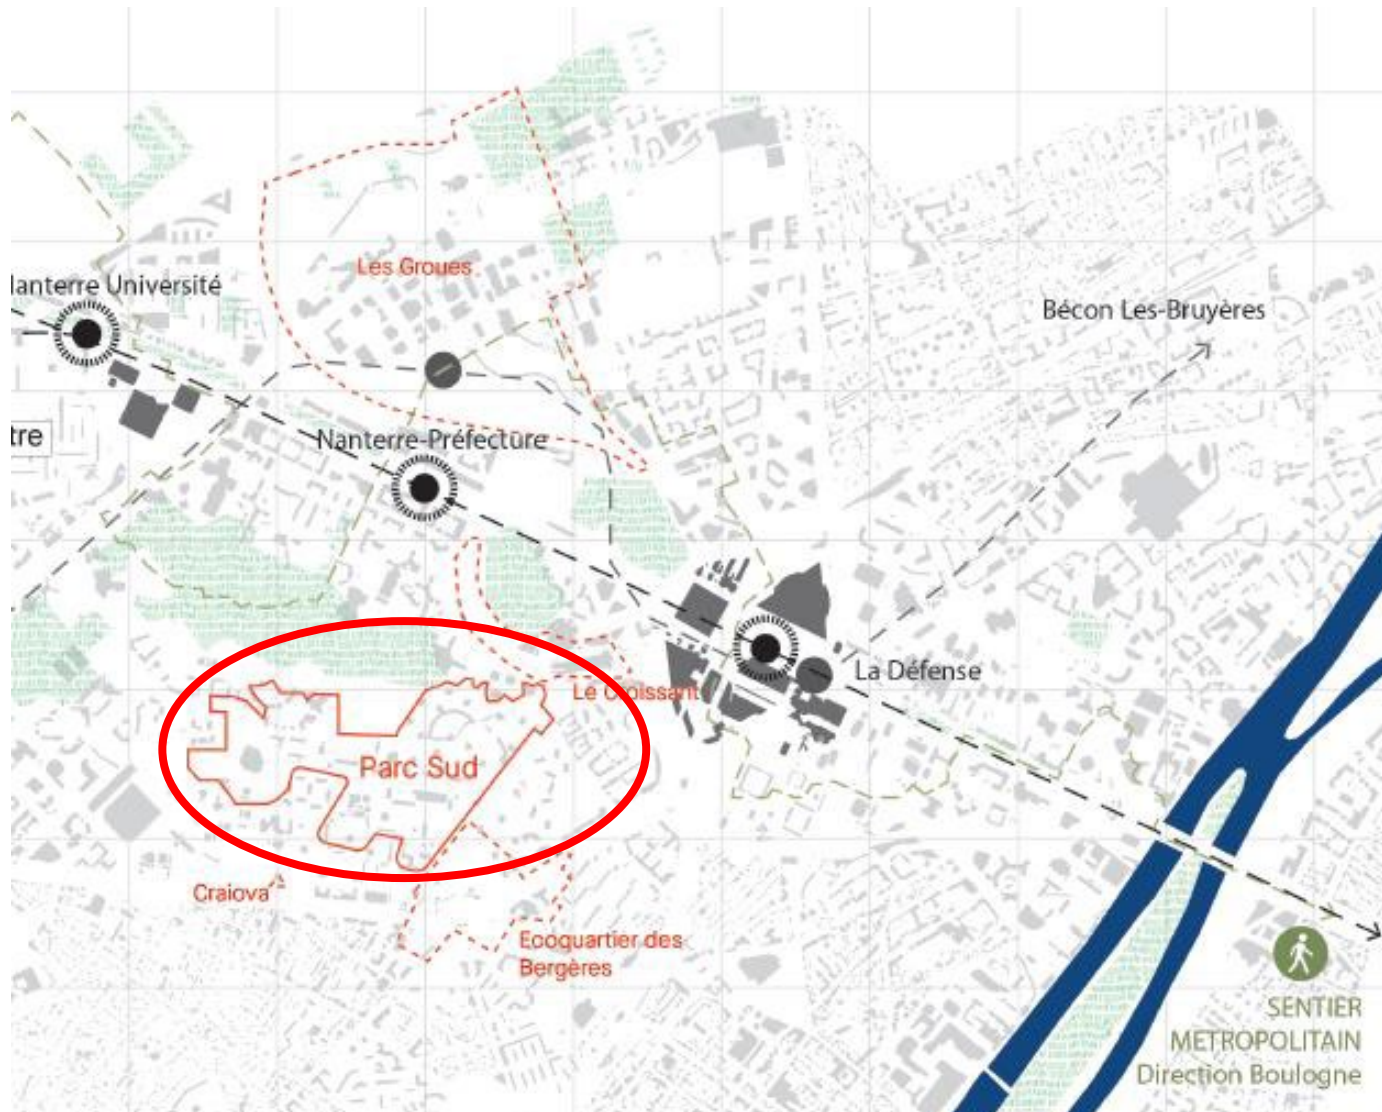 Les Groues
lanterre Université
Bécon Les-Bruyères
tre
Nanterre-Préfecture
La Défense
Le Croissant
Parc Sud
Craiova
Ecoquartier des
Bergères
SENTIER
METROPOLITAIN
Direction Boulogne